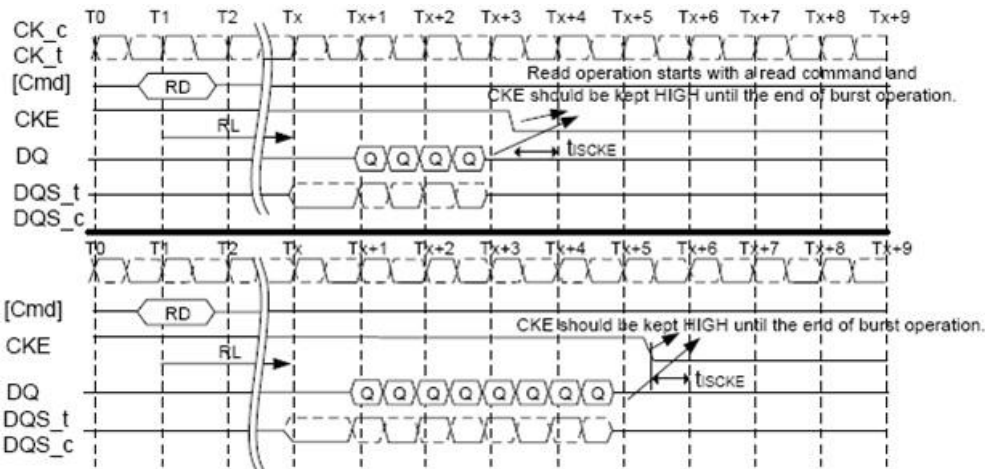 T0 T1 T2 Tx Tx+1 Tx+2 Tx+3 Tx+4 Tx+5 Tx+6 Tx+7 Tx+8 Tx+9
CK_c
CK_t
[Cmd] RD Read operation starts with a read command and
CKE should be kept HIGH until the end of burst operation.
CKE
RL
DQ Q Q Q Q tISCKE
DQS_t
DQS_c
T0 T1 T2 Tx Tx+1 Tx+2 Tx+3 Tx+4 Tx+5 Tx+6 Tx+7 Tx+8 Tx+9
[Cmd] RD
CKE should be kept HIGH until the end of burst operation.
CKE
RL
DQ Q Q Q Q Q Q Q Q tISCKE
DQS_t
DQS_c